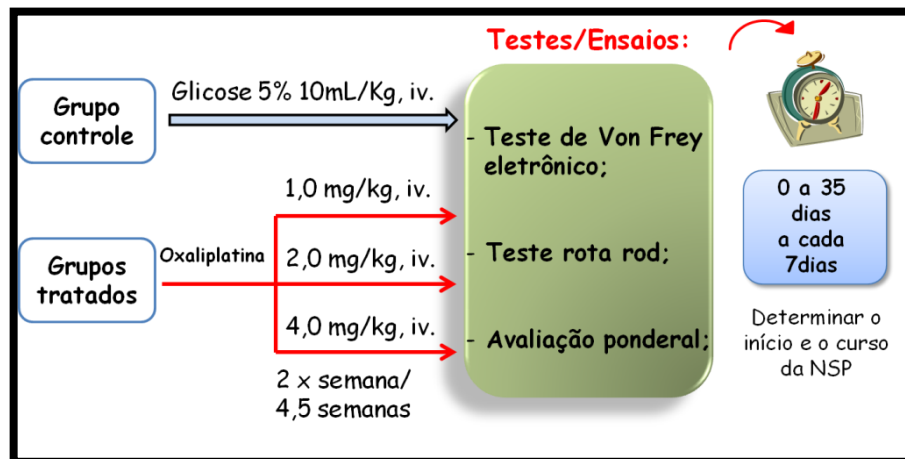 Testes/Ensaios:
Grupo
controle
Glicose 5% 10mL/Kg, iv.
- Teste de Von Frey
eletrônico;
Grupos
tratados
Oxaliplatina
1,0 mg/kg, iv.
2,0 mg/kg, iv.
4,0 mg/kg, iv.
2 x semana/
4,5 semanas
- Teste rota rod;
- Avaliação ponderal;
0 a 35
dias
a cada
7dias
Determinar o
início e o curso
da NSP